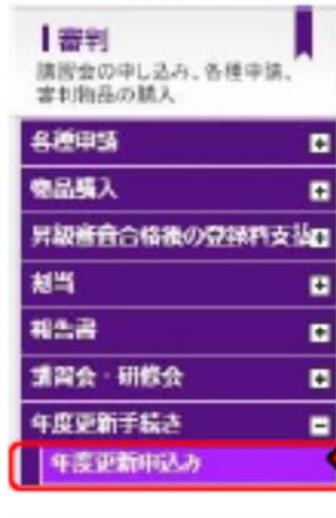 審判
講習会の申し込み、各種申請、
審判物品の購入
各種申請
物品購入
昇級審査合格後の登録料支払
割当
報告書
講習会・研修会
年度更新手続き
年度更新申込み